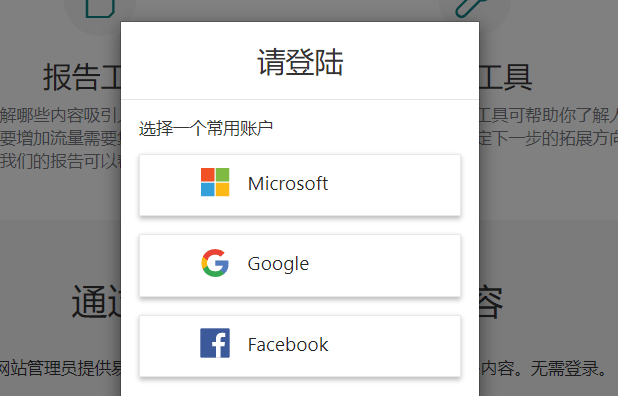 请登陆
选择一个常用账户
Microsoft
Google
Facebook
报告工
工具
解哪些内容吸引
要增加流量需要
我们的报告可以
工具可帮助你了解人
定下一步的拓展方向
通过
容
网站管理员提供易
内容。无需登录。